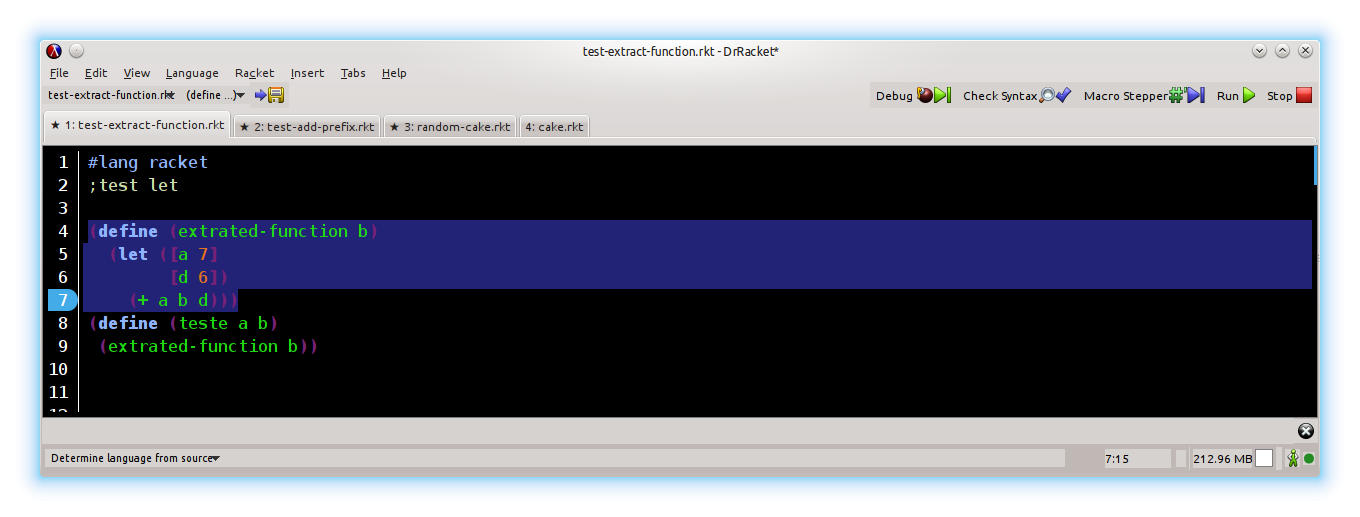 test-extract-function.rkt - DrRacket*
File Edit View Language Racket Insert Tabs Help
test-extract-function.rkt (define ...) Debug Check Syntax Macro Stepper Run Stop
★ 1: test-extract-function.rkt ★ 2: test-add-prefix.rkt ★ 3: random-cake.rkt 4: cake.rkt
1 #lang racket
2 ;test let
3
4 (define (extrated-function b)
5 (let ([a 7]
6 [d 6])
7 (+ a b d)))
8 (define (teste a b)
9 (extrated-function b))
10
11
12
Determine language from source 7:15 212.96 MB